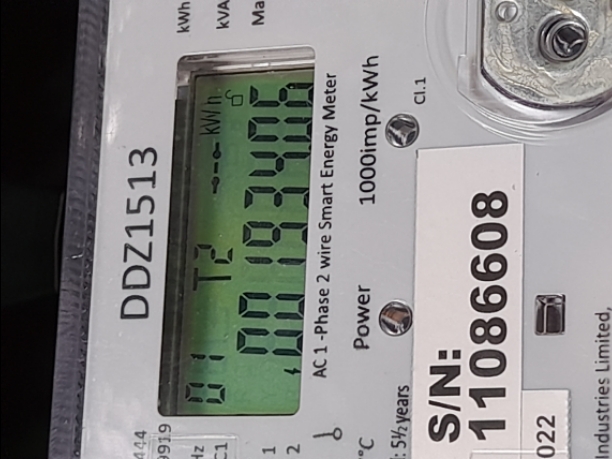 kWh
kVA
Ma
DDZ1513
01 T2 kWh
00193406
AC 1 -Phase 2 wire Smart Energy Meter
Power 1000imp/kWh
Cl.1
444
9919
Hz
C1
1
2
°C
: 5½ years
S/N:
11086608
022
Industries Limited,